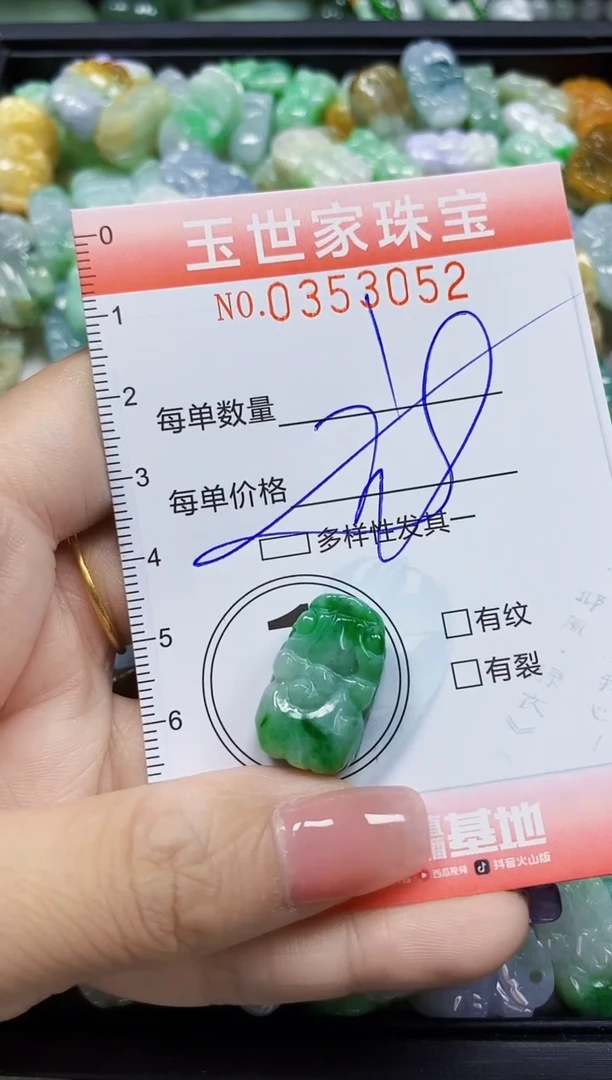 玉世家珠宝
NO.0353052
每单数量
每单价格
多样性发其
有纹
有裂
0
1
2
3
4
5
6
基地
西瓜视频 抖音火山版